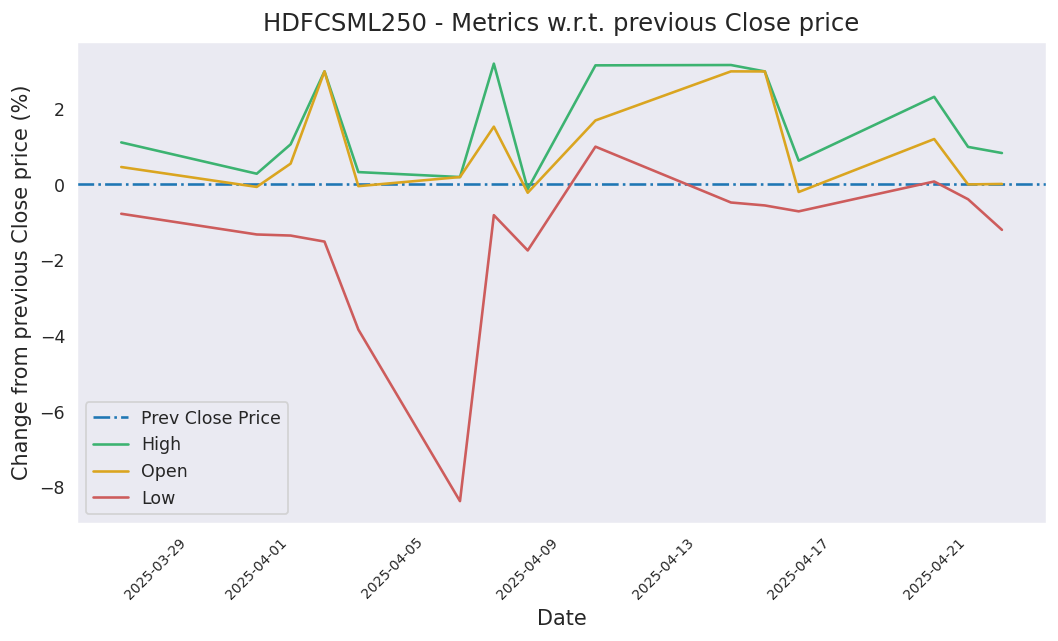 HDFCSML250 - Metrics w.r.t. previous Close price
Change from previous Close price (%)
2
0
−2
−4
−6
−8
Prev Close Price
High
Open
Low
2025-03-29
2025-04-01
2025-04-05
2025-04-09
2025-04-13
2025-04-17
2025-04-21
Date